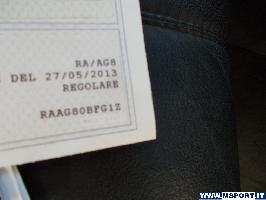 RA/AG8
DEL 27/05/2013
REGOLARE
RAAG80BFG1Z
WWW.MSPORT.IT